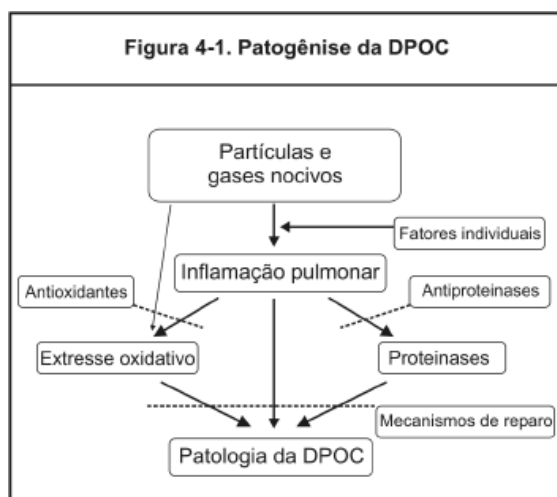 Figura 4-1. Patogênise da DPOC
Partículas e
gases nocivos
Fatores individuais
Inflamação pulmonar
Antioxidantes
Antiproteinases
Extresse oxidativo
Proteinases
Mecanismos de reparo
Patologia da DPOC